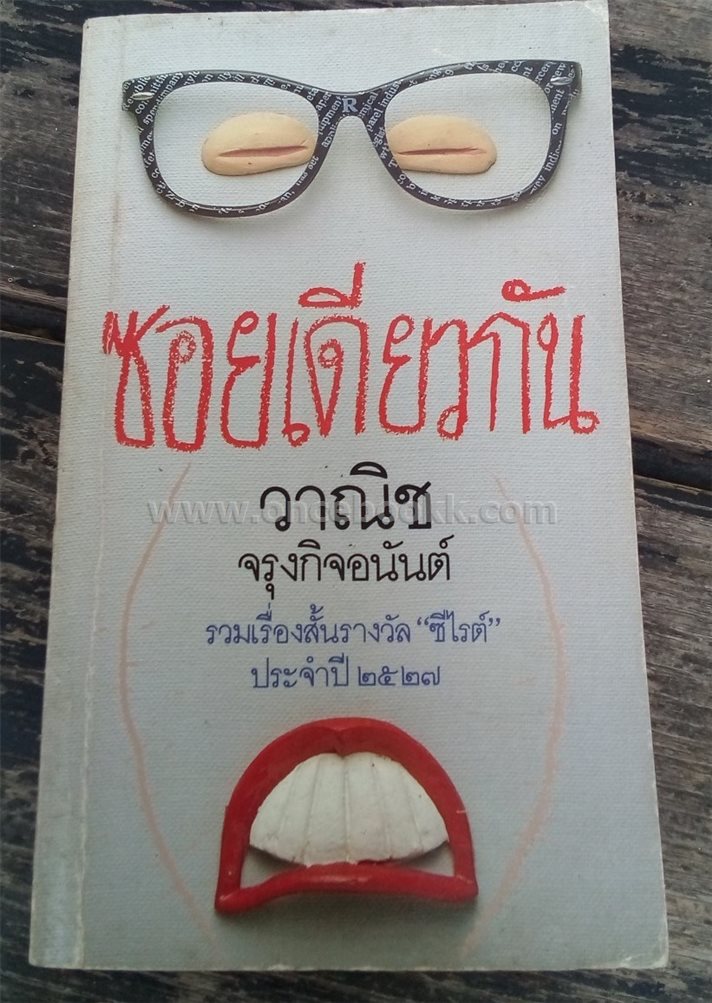 R
ซอยเดียวกัน
วาณิช
www.oncebookk.com
จรุงกิจอนันต์
รวมเรื่องสั้นรางวัล “ซีไรต์”
ประจำปี ๒๕๒๗